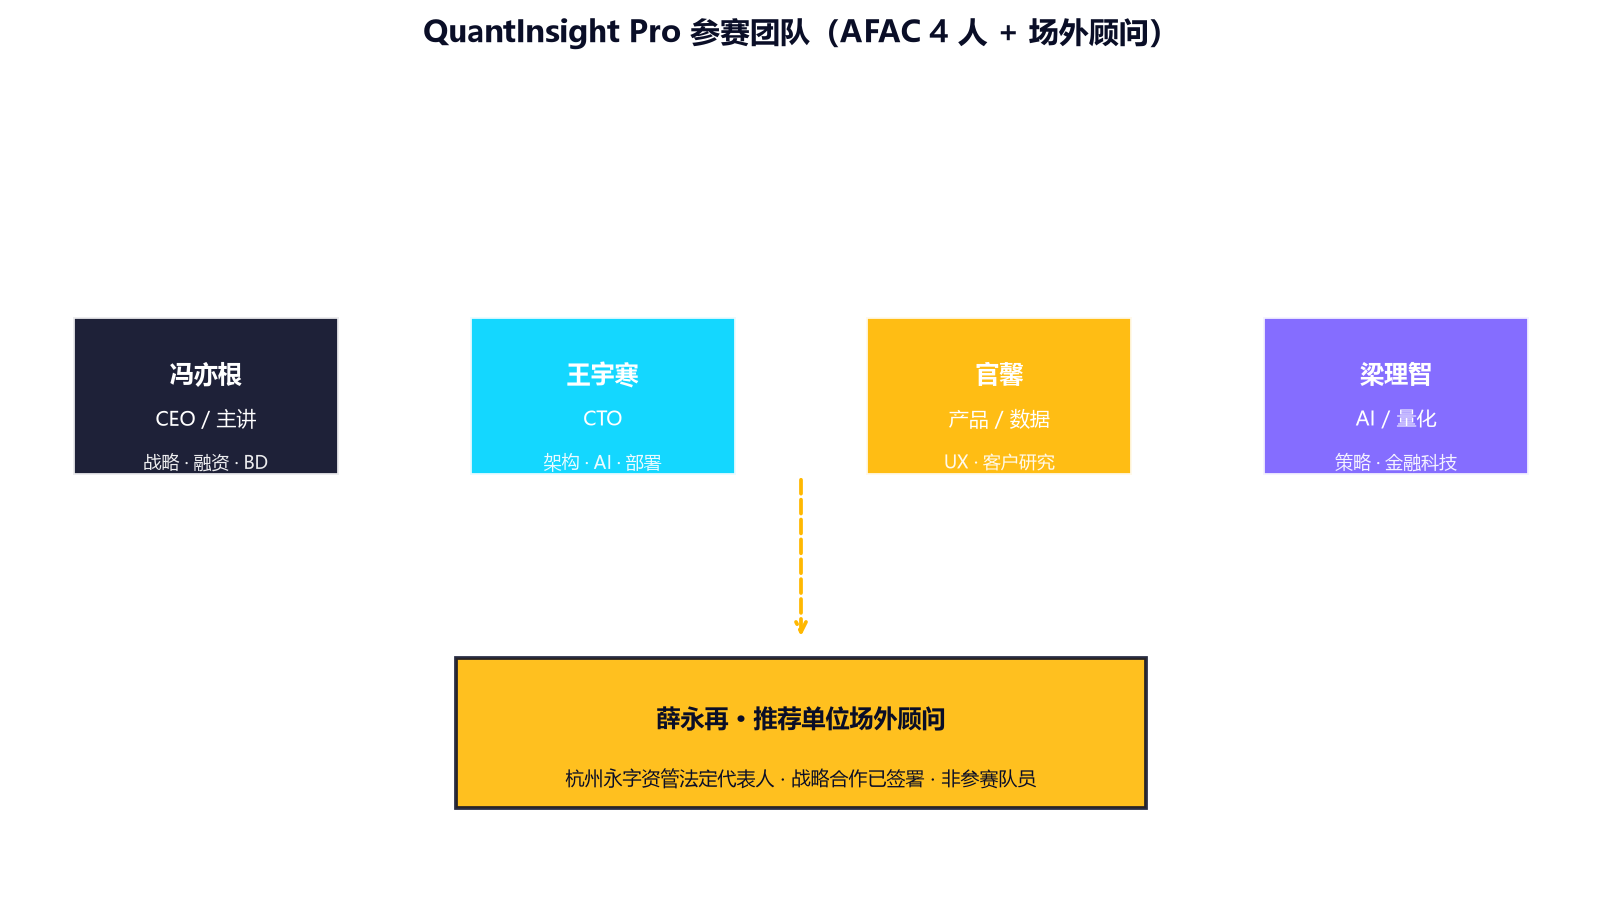 QuantInsight Pro 参赛团队（AFAC 4 人 + 场外顾问）
冯亦根
CEO / 主讲
战略 · 融资 · BD
王宇寒
CTO
架构 · AI · 部署
官馨
产品 / 数据
UX · 客户研究
梁理智
AI / 量化
策略 · 金融科技
薛永再 • 推荐单位场外顾问
杭州永字资管法定代表人 · 战略合作已签署 · 非参赛队员